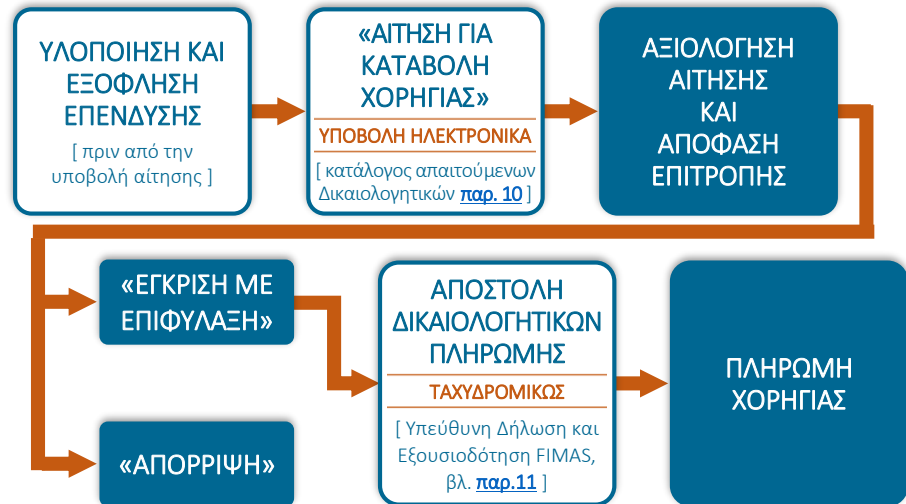 ΥΛΟΠΟΙΗΣΗ ΚΑΙ
ΕΞΟΦΛΗΣΗ
ΕΠΕΝΔΥΣΗΣ
[ πριν από την
υποβολή αίτησης ]
«ΑΙΤΗΣΗ ΓΙΑ
ΚΑΤΑΒΟΛΗ
ΧΟΡΗΓΙΑΣ»
ΥΠΟΒΟΛΗ ΗΛΕΚΤΡΟΝΙΚΑ
[ κατάλογος απαιτούμενων
Δικαιολογητικών παρ. 10 ]
ΑΞΙΟΛΟΓΗΣΗ
ΑΙΤΗΣΗΣ
ΚΑΙ
ΑΠΟΦΑΣΗ
ΕΠΙΤΡΟΠΗΣ
«ΕΓΚΡΙΣΗ ΜΕ
ΕΠΙΦΥΛΑΞΗ»
«ΑΠΟΡΡΙΨΗ»
ΑΠΟΣΤΟΛΗ
ΔΙΚΑΙΟΛΟΓΗΤΙΚΩΝ
ΠΛΗΡΩΜΗΣ
ΤΑΧΥΔΡΟΜΙΚΩΣ
[ Υπεύθυνη Δήλωση και
Εξουσιοδότηση FIMAS,
βλ. παρ.11 ]
ΠΛΗΡΩΜΗ
ΧΟΡΗΓΙΑΣ